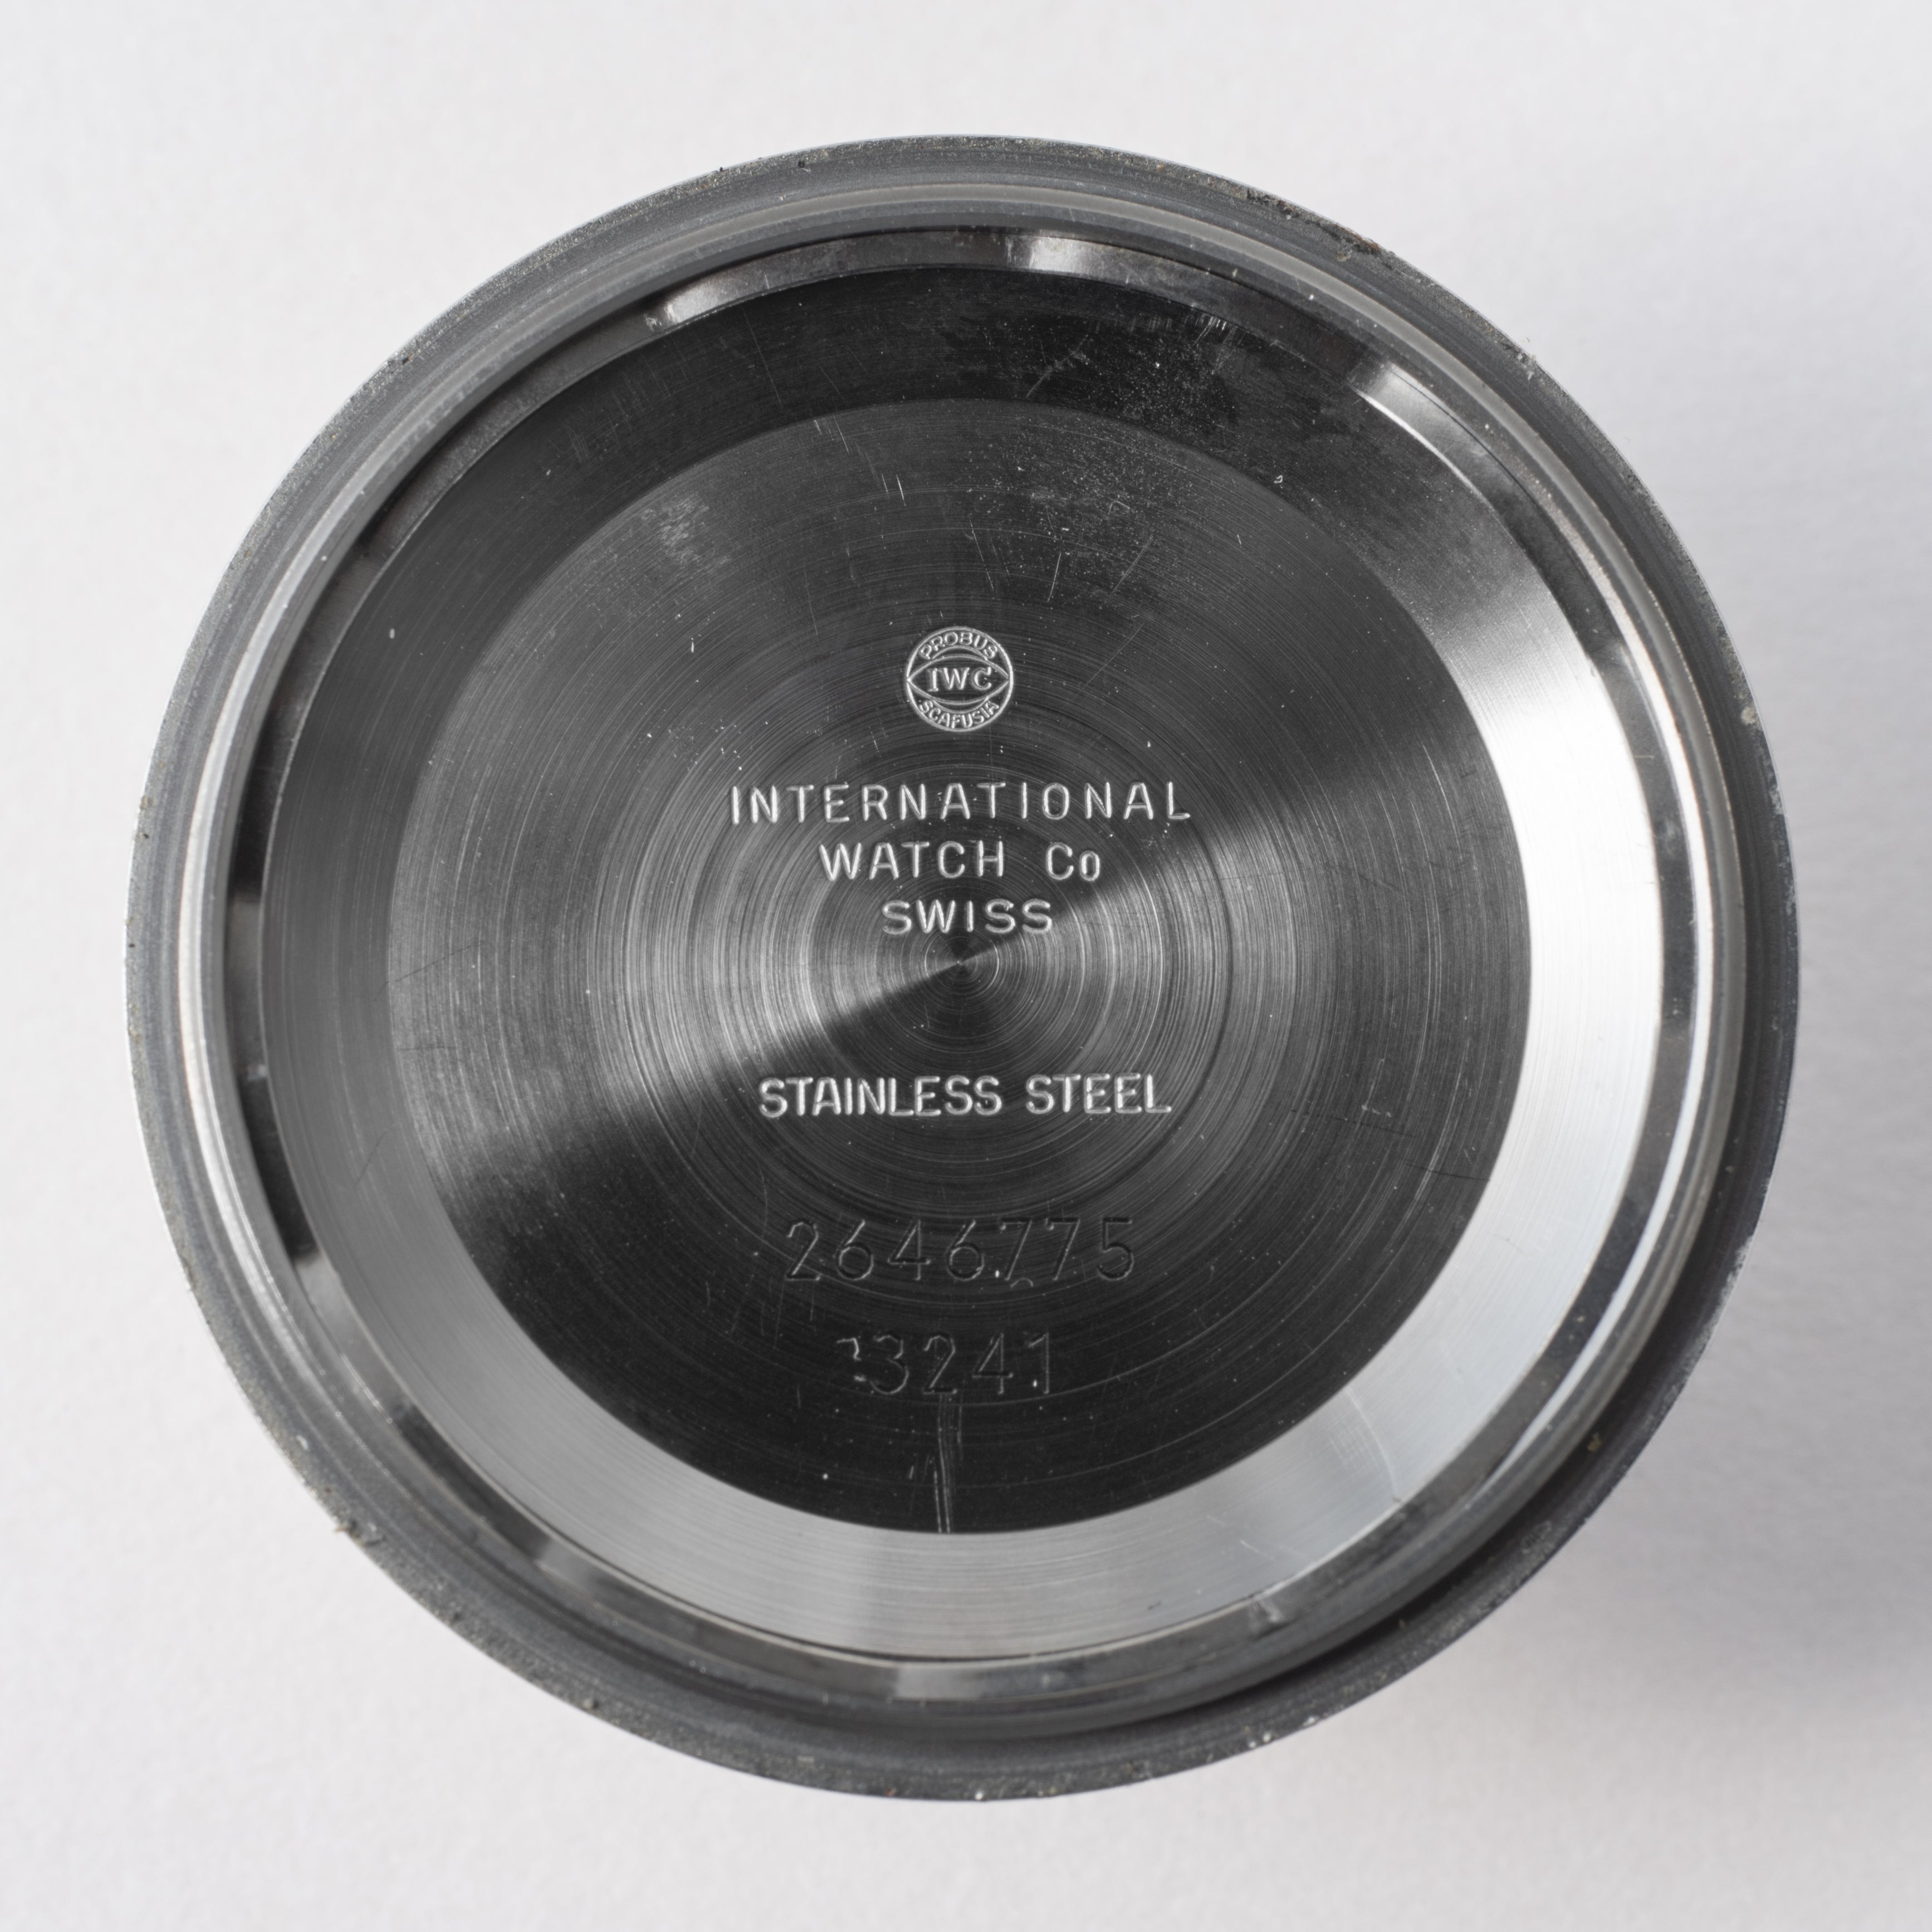 PROBUS
IWC
SCAFUSIA
INTERNATIONAL
WATCH Co
SWISS
STAINLESS STEEL
2646775
3241